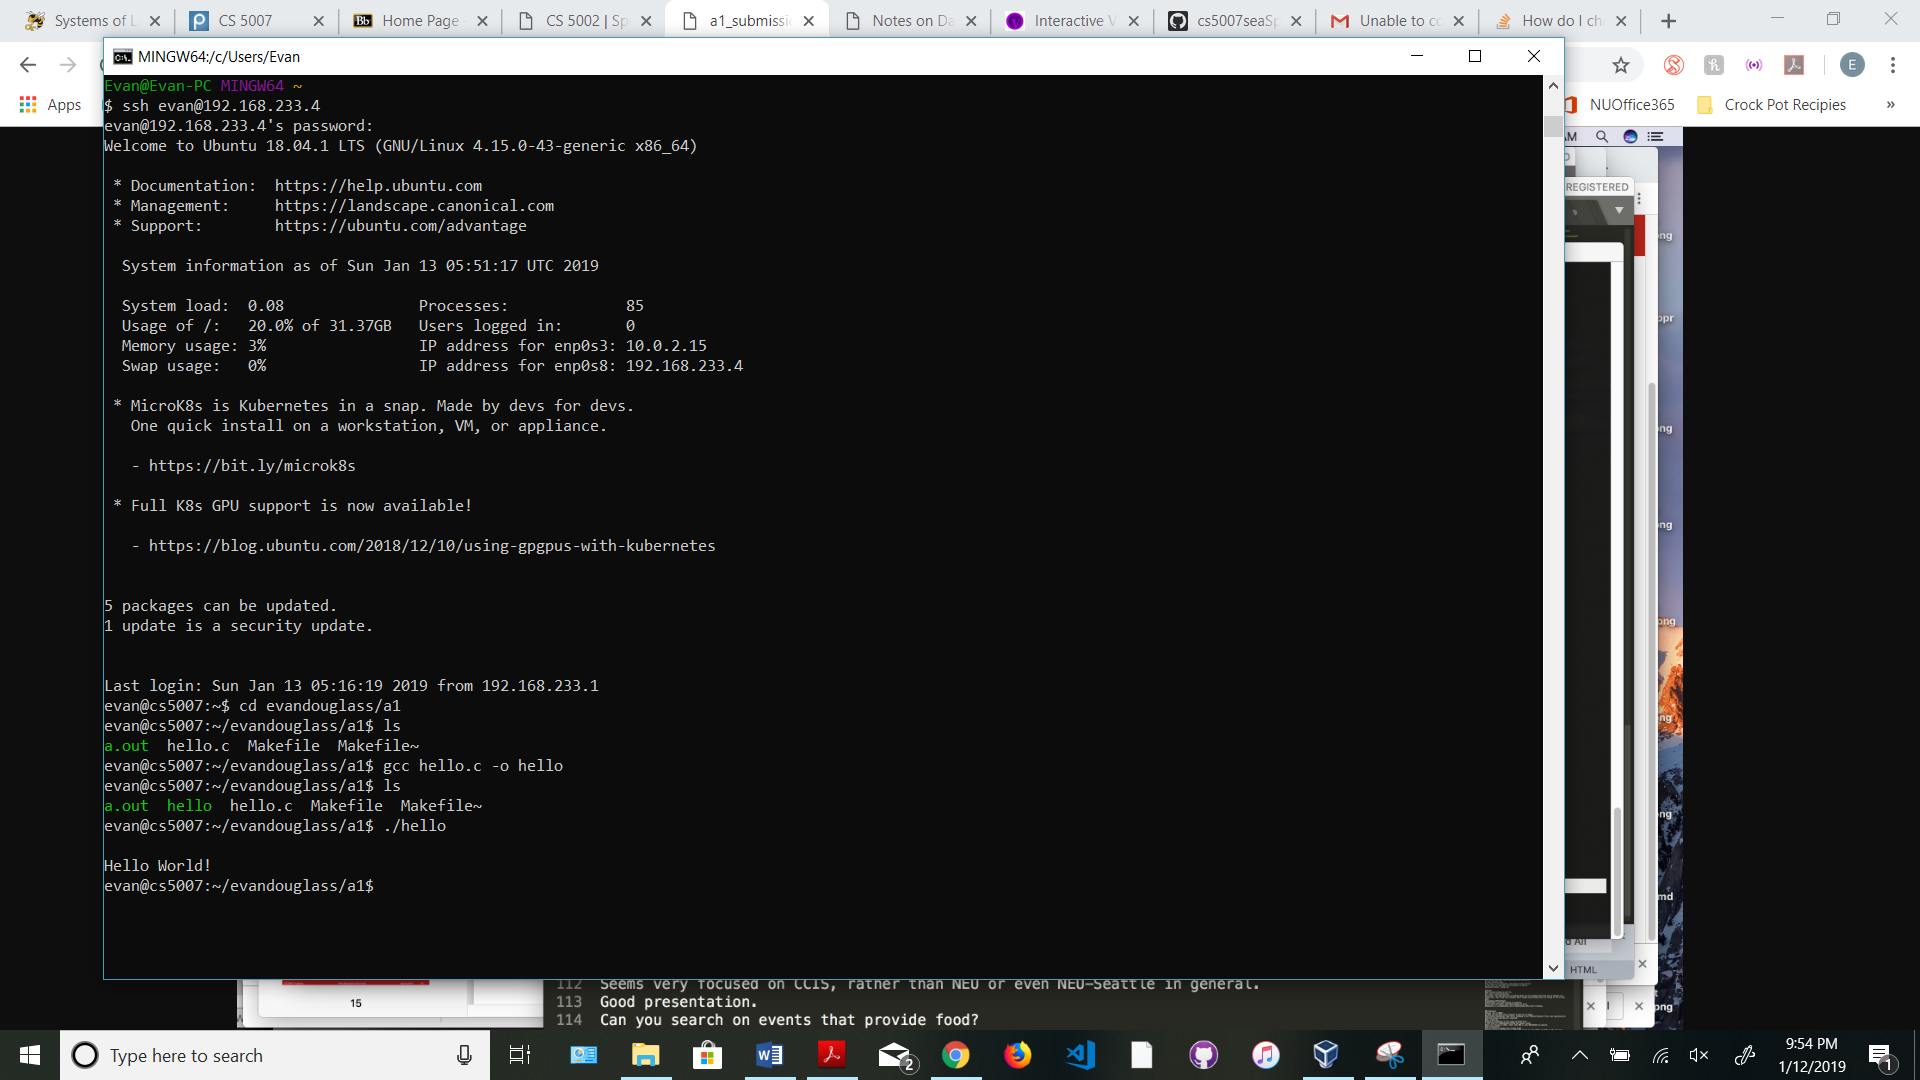 Systems of L
CS 5007
Home Page
CS 5002 | Sp
a1_submissi
Notes on Da
Interactive V
cs5007seaSp
Unable to co
How do I ch
MINGW64:/c/Users/Evan
E
Apps
NUOffice365
Crock Pot Recipies
»
Evan@Evan-PC MINGW64 ~
$ ssh evan@192.168.233.4
evan@192.168.233.4's password:
Welcome to Ubuntu 18.04.1 LTS (GNU/Linux 4.15.0-43-generic x86_64)
* Documentation: https://help.ubuntu.com
* Management: https://landscape.canonical.com
* Support: https://ubuntu.com/advantage
System information as of Sun Jan 13 05:51:17 UTC 2019
System load: 0.08 Processes: 85
Usage of /: 20.0% of 31.37GB Users logged in: 0
Memory usage: 3% IP address for enp0s3: 10.0.2.15
Swap usage: 0% IP address for enp0s8: 192.168.233.4
* MicroK8s is Kubernetes in a snap. Made by devs for devs.
One quick install on a workstation, VM, or appliance.
- https://bit.ly/microk8s
* Full K8s GPU support is now available!
- https://blog.ubuntu.com/2018/12/10/using-gpgpus-with-kubernetes
5 packages can be updated.
1 update is a security update.
Last login: Sun Jan 13 05:16:19 2019 from 192.168.233.1
evan@cs5007:~$ cd evandouglass/a1
evan@cs5007:~/evandouglass/a1$ ls
a.out hello.c Makefile Makefile~
evan@cs5007:~/evandouglass/a1$ gcc hello.c -o hello
evan@cs5007:~/evandouglass/a1$ ls
a.out hello hello.c Makefile Makefile~
evan@cs5007:~/evandouglass/a1$ ./hello
Hello World!
evan@cs5007:~/evandouglass/a1$
REGISTERED
HTML
15
112 Seems very focused on CCIS, rather than NEU or even NEU-Seattle in general.
113 Good presentation.
114 Can you search on events that provide food?
Type here to search
2
9:54 PM
1/12/2019
1